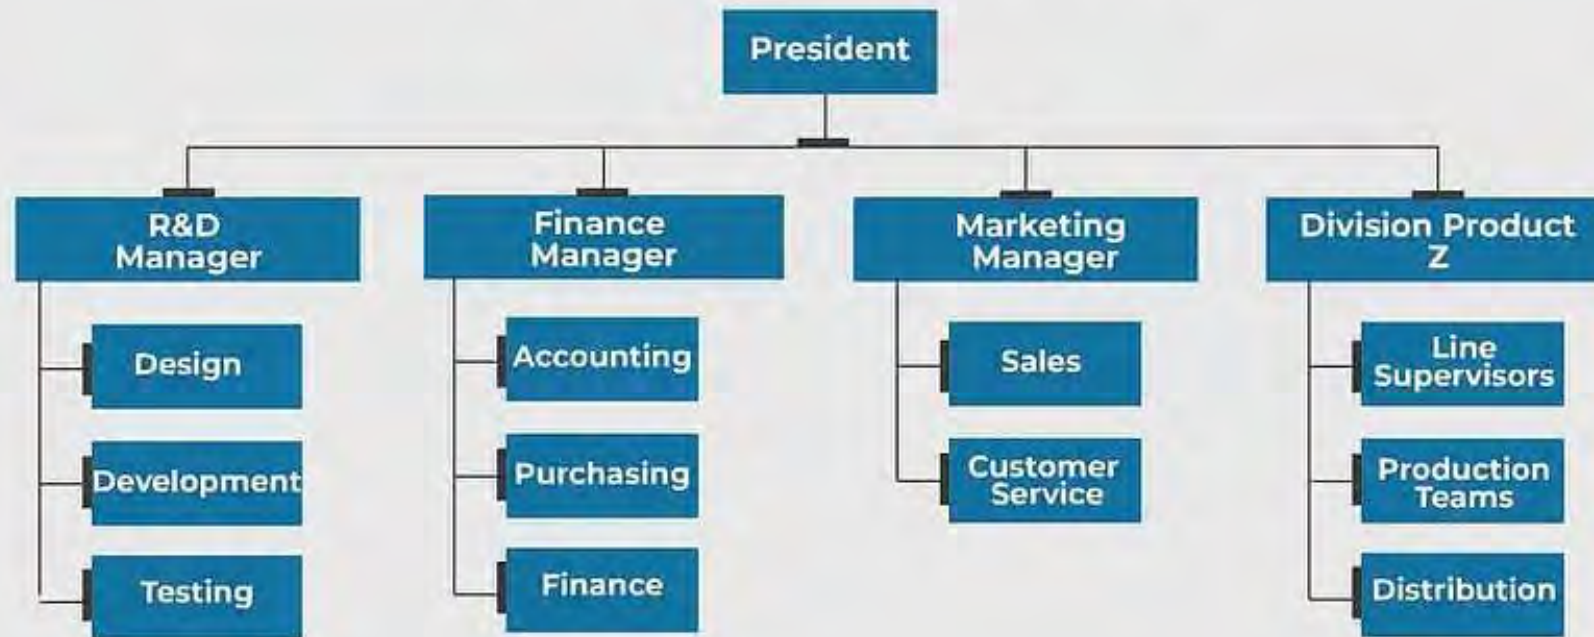 President
R&D
Manager
Finance
Manager
Marketing
Manager
Division Product
Z
Design
Development
Testing
Accounting
Purchasing
Finance
Sales
Customer
Service
Line
Supervisors
Production
Teams
Distribution